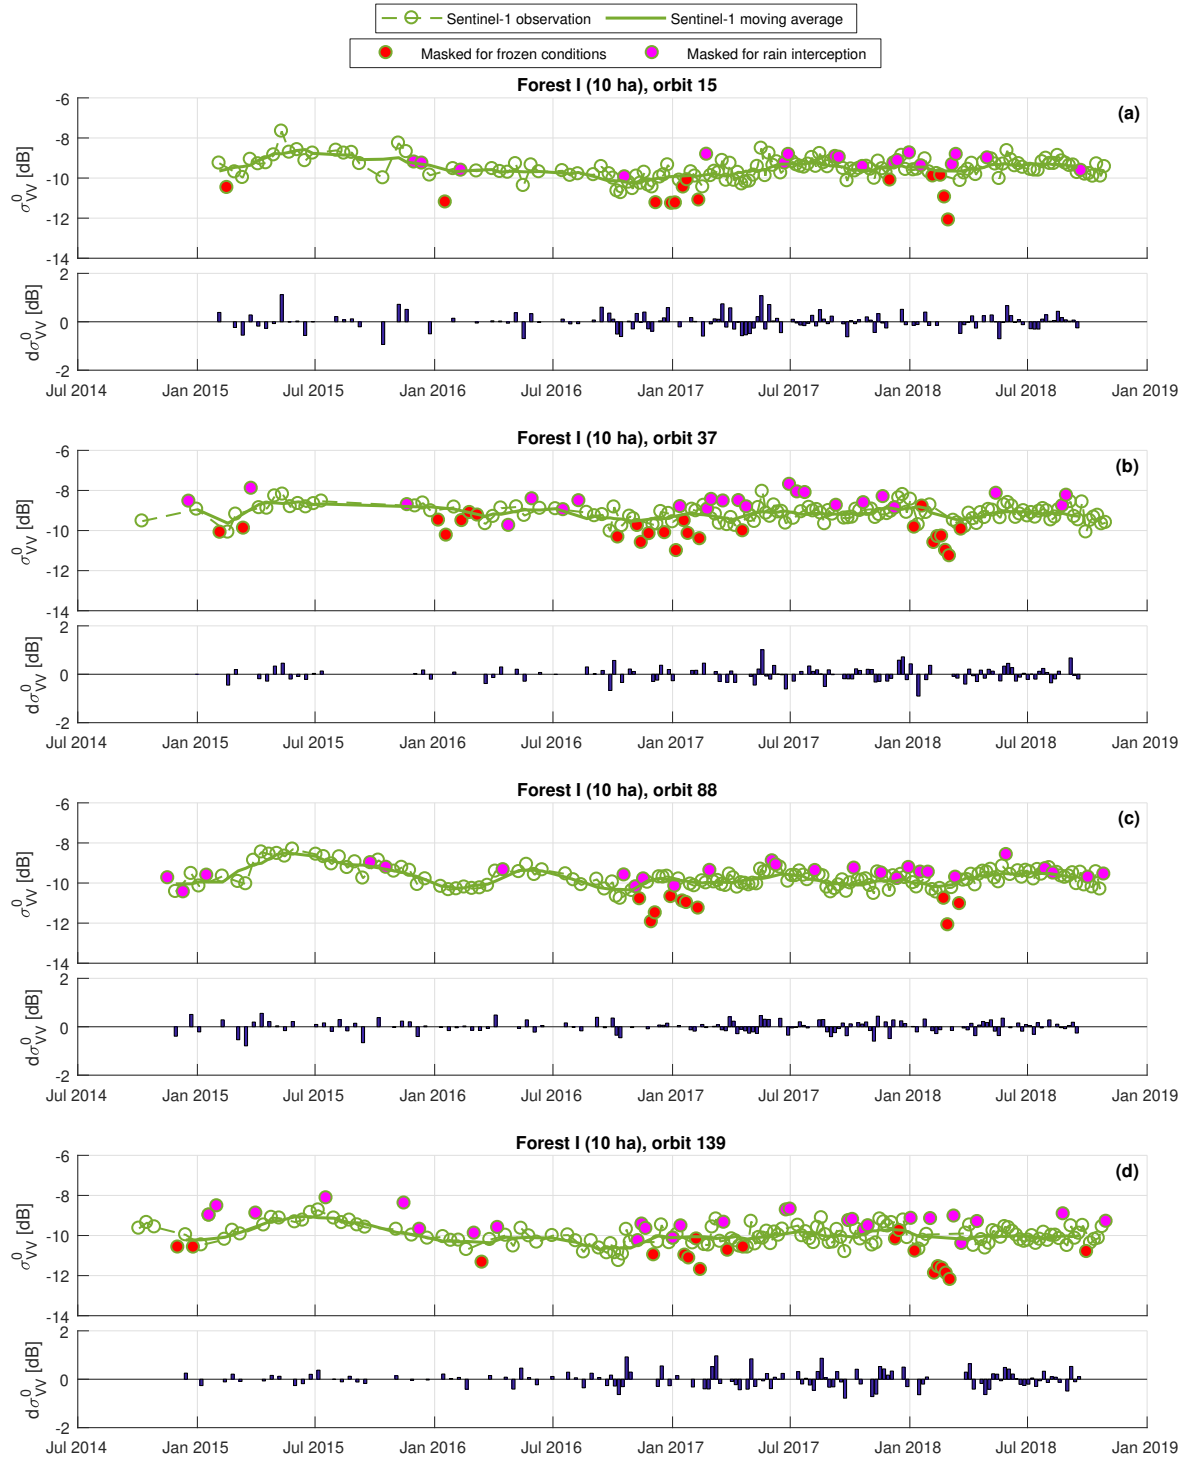 Sentinel-1 observation Sentinel-1 moving average
Masked for frozen conditions Masked for rain interception
Forest I (10 ha), orbit 15
(a)
-6
-8
-10
-12
-14
σ⁰VV [dB]
2
0
-2
dσ⁰VV [dB]
Jul 2014 Jan 2015 Jul 2015 Jan 2016 Jul 2016 Jan 2017 Jul 2017 Jan 2018 Jul 2018 Jan 2019
Forest I (10 ha), orbit 37
(b)
-6
-8
-10
-12
-14
σ⁰VV [dB]
2
0
-2
dσ⁰VV [dB]
Jul 2014 Jan 2015 Jul 2015 Jan 2016 Jul 2016 Jan 2017 Jul 2017 Jan 2018 Jul 2018 Jan 2019
Forest I (10 ha), orbit 88
(c)
-6
-8
-10
-12
-14
σ⁰VV [dB]
2
0
-2
dσ⁰VV [dB]
Jul 2014 Jan 2015 Jul 2015 Jan 2016 Jul 2016 Jan 2017 Jul 2017 Jan 2018 Jul 2018 Jan 2019
Forest I (10 ha), orbit 139
(d)
-6
-8
-10
-12
-14
σ⁰VV [dB]
2
0
-2
dσ⁰VV [dB]
Jul 2014 Jan 2015 Jul 2015 Jan 2016 Jul 2016 Jan 2017 Jul 2017 Jan 2018 Jul 2018 Jan 2019